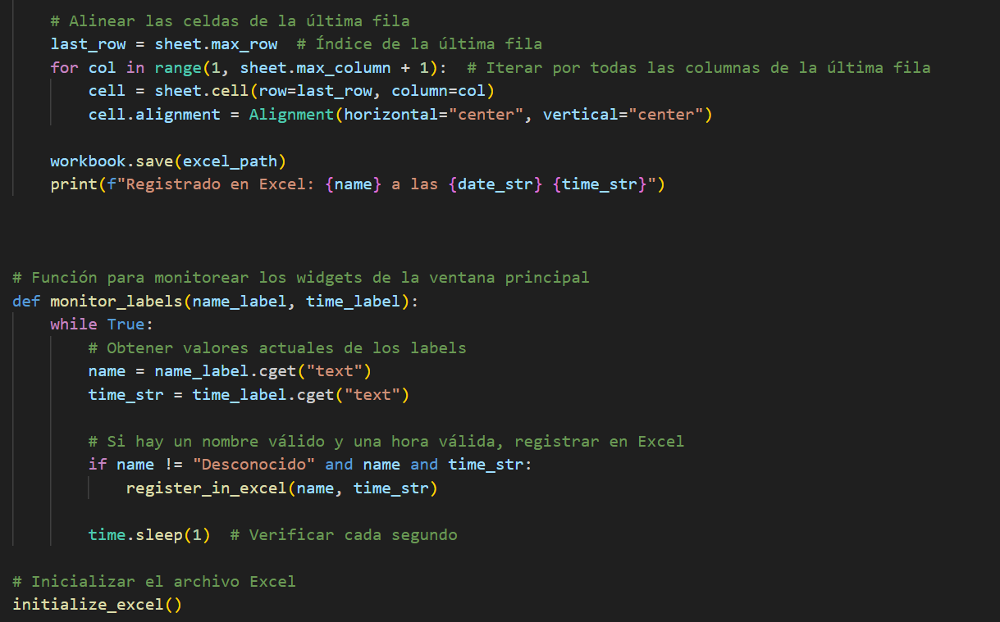 # Alinear las celdas de la última fila
last_row = sheet.max_row  # Índice de la última fila
for col in range(1, sheet.max_column + 1):  # Iterar por todas las columnas de la última fila
    cell = sheet.cell(row=last_row, column=col)
    cell.alignment = Alignment(horizontal="center", vertical="center")
workbook.save(excel_path)
print(f"Registrado en Excel: {name} a las {date_str} {time_str}")
# Función para monitorear los widgets de la ventana principal
def monitor_labels(name_label, time_label):
    while True:
        # Obtener valores actuales de los labels
        name = name_label.cget("text")
        time_str = time_label.cget("text")
        # Si hay un nombre válido y una hora válida, registrar en Excel
        if name != "Desconocido" and name and time_str:
            register_in_excel(name, time_str)
        time.sleep(1)  # Verificar cada segundo
# Inicializar el archivo Excel
initialize_excel()